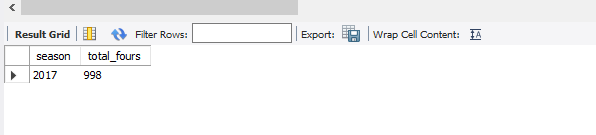 Result Grid Filter Rows: Export: Wrap Cell Content:
season total_fours
2017 998